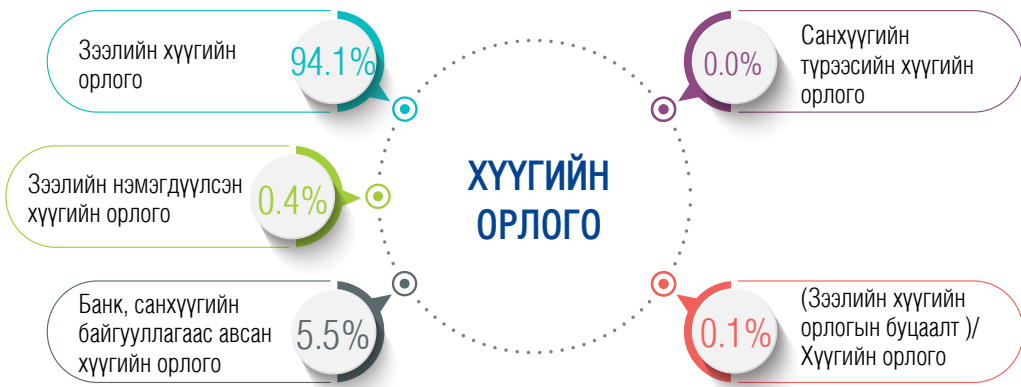 Зээлийн хүүгийн
орлого
94.1%
Зээлийн нэмэгдүүлсэн
хүүгийн орлого
0.4%
Банк, санхүүгийн
байгууллагаас авсан
хүүгийн орлого
5.5%
ХҮҮГИЙН
ОРЛОГО
0.0%
Санхүүгийн
түрээсийн хүүгийн
орлого
0.1%
(Зээлийн хүүгийн
орлогын буцаалт )/
Хүүгийн орлого